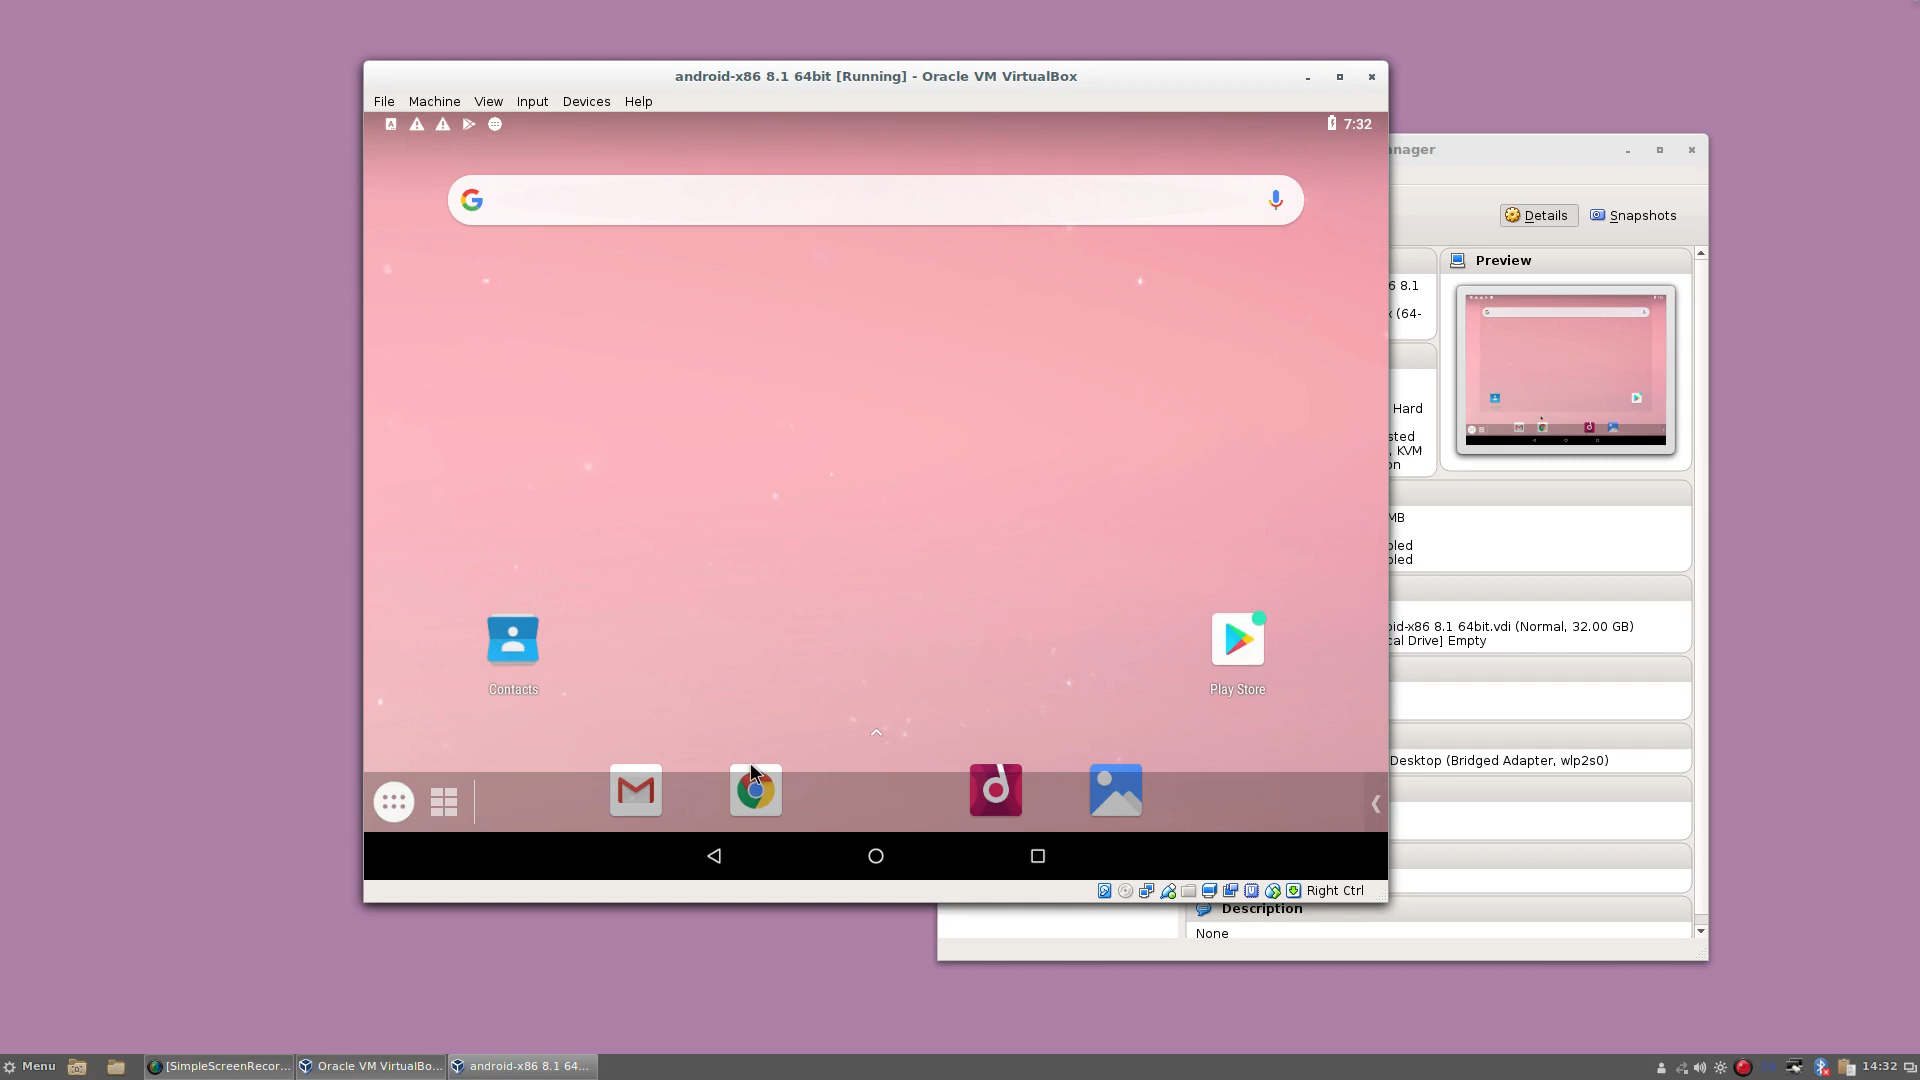 android-x86 8.1 64bit [Running] - Oracle VM VirtualBox
File Machine View Input Devices Help
7:32
anager
Details Snapshots
Preview
6 8.1
x (64-
Hard
sted
, KVM
on
MB
bled
bled
Contacts
Play Store
oid-x86 8.1 64bit.vdi (Normal, 32.00 GB)
cal Drive] Empty
Desktop (Bridged Adapter, wlp2s0)
Right Ctrl
Description
None
Menu
[SimpleScreenRecor...
Oracle VM VirtualBo...
android-x86 8.1 64...
14:32